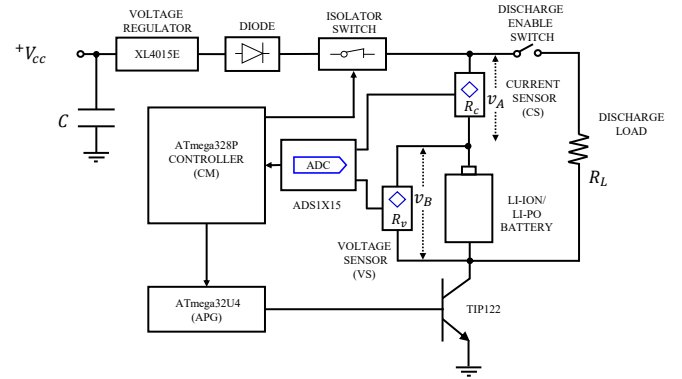 VOLTAGE
REGULATOR
DIODE
ISOLATOR
SWITCH
DISCHARGE
ENABLE
SWITCH
+Vcc
XL4015E
CURRENT
SENSOR
(CS)
Rc
vA
DISCHARGE
LOAD
C
ATmega328P
CONTROLLER
(CM)
ADC
ADS1X15
RL
vB
Rv
LI-ION/
LI-PO
BATTERY
VOLTAGE
SENSOR
(VS)
ATmega32U4
(APG)
TIP122